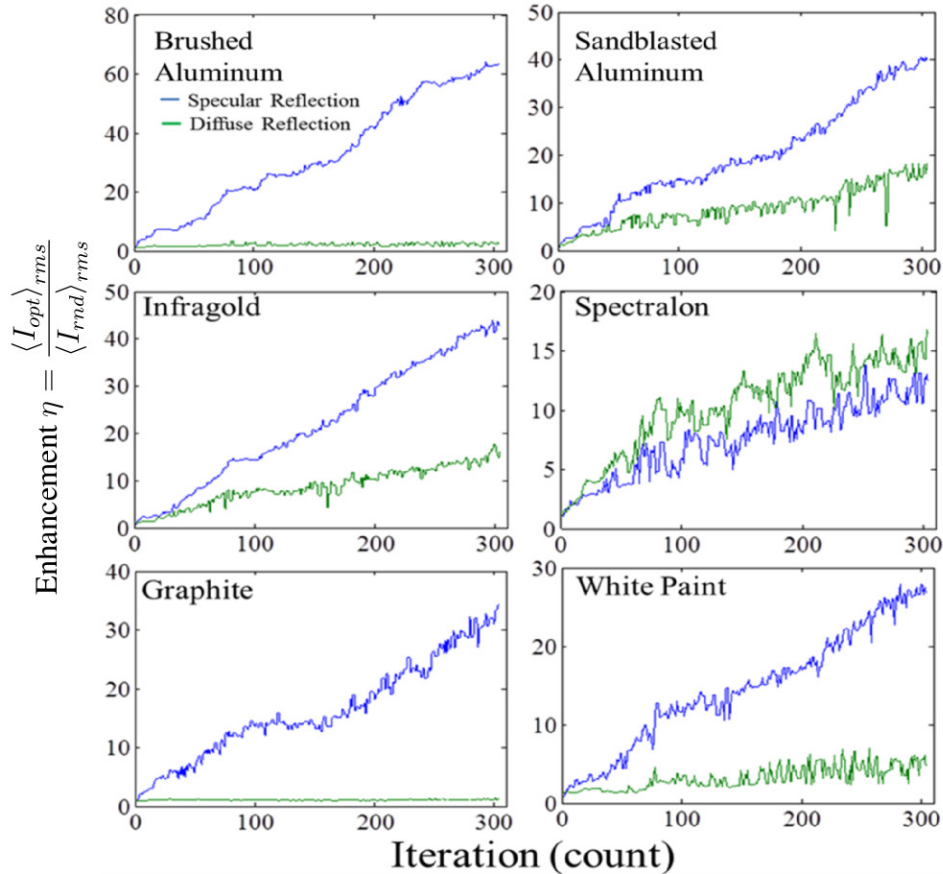 Enhancement η = ⟨I_opt⟩_rms / ⟨I_rnd⟩_rms
Brushed
Aluminum
Specular Reflection
Diffuse Reflection
80
60
40
20
0
0 100 200 300
Sandblasted
Aluminum
50
40
30
20
10
0
0 100 200 300
Infragold
50
40
30
20
10
0
0 100 200 300
Spectralon
20
15
10
5
0
0 100 200 300
Graphite
40
30
20
10
0
0 100 200 300
White Paint
30
20
10
0
0 100 200 300
Iteration (count)